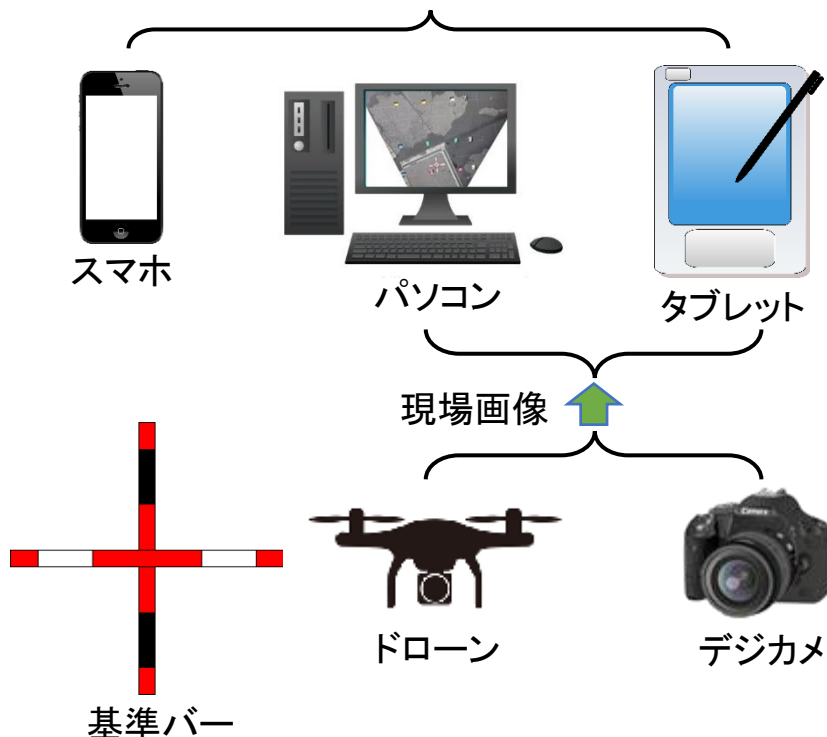 スマホ
パソコン
タブレット
現場画像
ドローン
デジカメ
基準バー